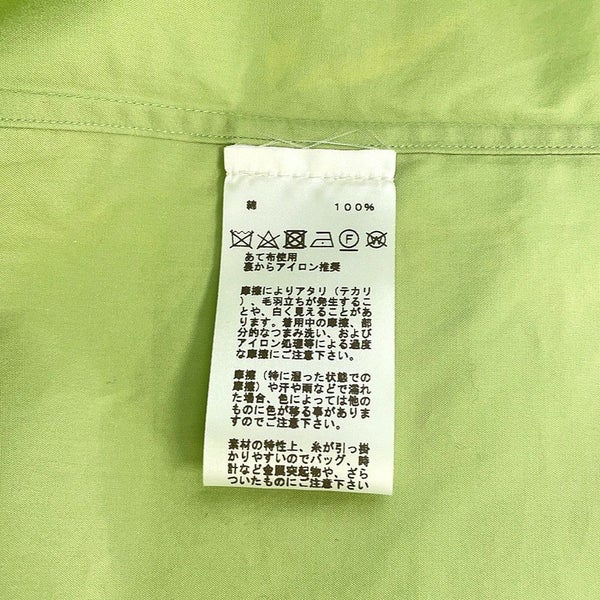 綿 100%
F W
あて布使用
裏からアイロン推奨
摩擦によりアタリ（テカリ
）、毛羽立ちが発生するこ
とや、白く見えることがあ
ります。着用中の摩擦、部
分的なつまみ洗い、および
アイロン処理等による過度
な摩擦にご注意下さい。
摩擦（特に湿った状態での
摩擦）や汗や雨などで濡れ
た場合、色によっては他の
ものに色が移る事がありま
すのでご注意下さい。
素材の特性上、糸が引っ掛
かりやすいのでバッグ、時
計など金属突起物や、ざら
ついたものにご注意下さい